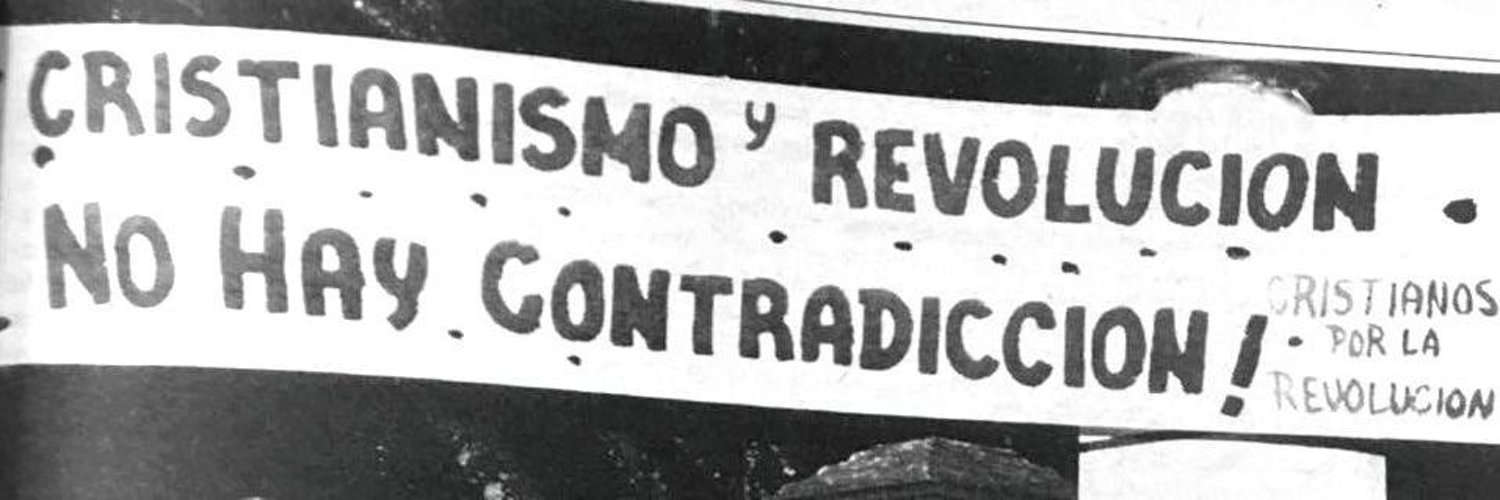 CRISTIANISMO y REVOLUCION .
NO HAY CONTRADICCION!
CRISTIANOS
POR LA
REVOLUCION